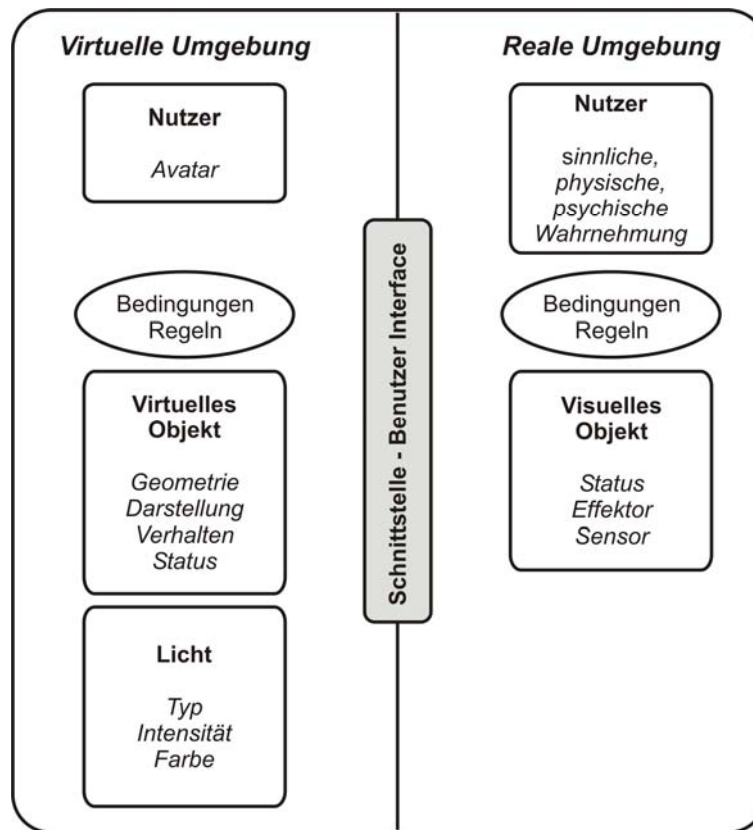 Virtuelle Umgebung
Nutzer
Avatar
Bedingungen
Regeln
Virtuelles
Objekt
Geometrie
Darstellung
Verhalten
Status
Licht
Typ
Intensität
Farbe
Schnittstelle - Benutzer Interface
Reale Umgebung
Nutzer
sinnliche,
physische,
psychische
Wahrnehmung
Bedingungen
Regeln
Visuelles
Objekt
Status
Effektor
Sensor